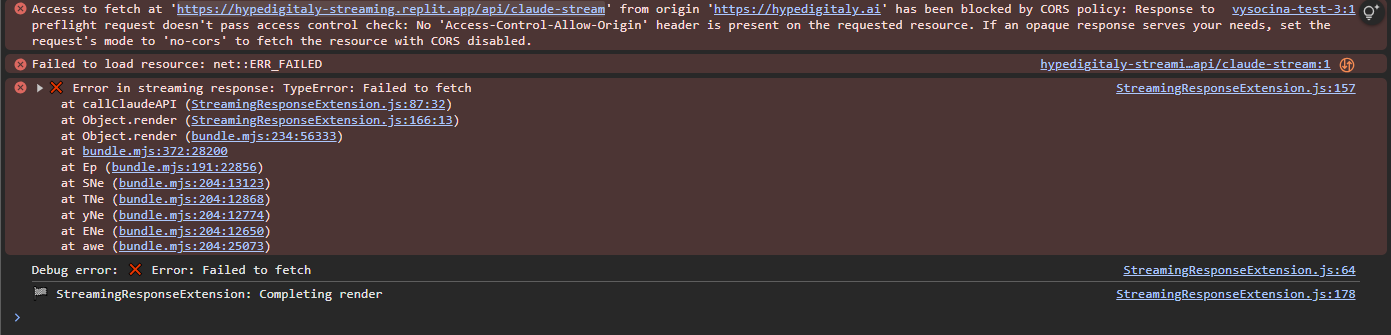 Access to fetch at 'https://hypedigitaly-streaming.replit.app/api/claude-stream' from origin 'https://hypedigitaly.ai' has been blocked by CORS policy: Response to vysocina-test-3:1
preflight request doesn't pass access control check: No 'Access-Control-Allow-Origin' header is present on the requested resource. If an opaque response serves your needs, set the
request's mode to 'no-cors' to fetch the resource with CORS disabled.
Failed to load resource: net::ERR_FAILED hypedigitaly-streami…api/claude-stream:1
Error in streaming response: TypeError: Failed to fetch StreamingResponseExtension.js:157
at callClaudeAPI (StreamingResponseExtension.js:87:32)
at Object.render (StreamingResponseExtension.js:166:13)
at Object.render (bundle.mjs:234:56333)
at bundle.mjs:372:28200
at Ep (bundle.mjs:191:22856)
at SNe (bundle.mjs:204:13123)
at TNe (bundle.mjs:204:12868)
at yNe (bundle.mjs:204:12774)
at ENe (bundle.mjs:204:12650)
at awe (bundle.mjs:204:25073)
Debug error: ❌ Error: Failed to fetch StreamingResponseExtension.js:64
StreamingResponseExtension: Completing render StreamingResponseExtension.js:178